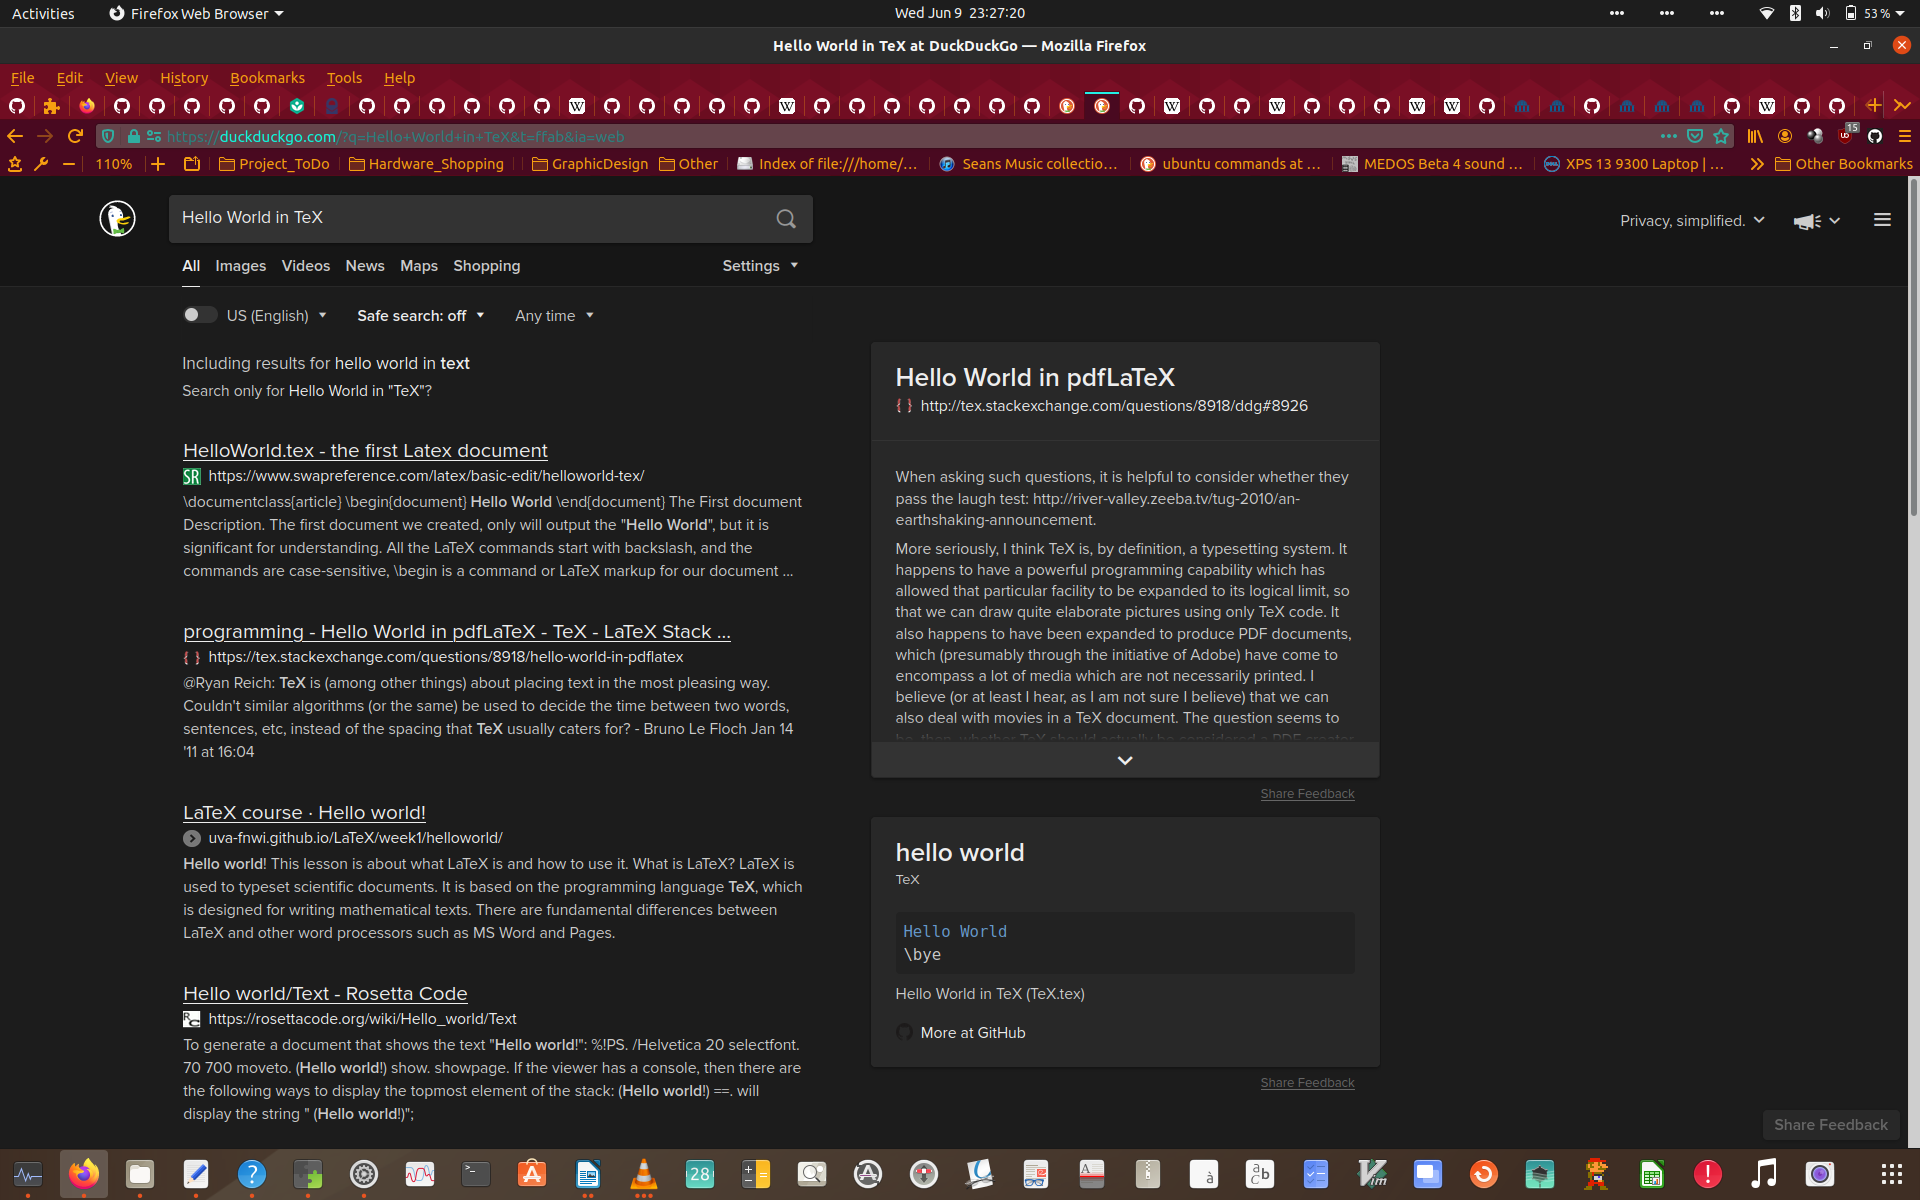 Activities
Firefox Web Browser
Wed Jun 9 23:27:20
53 %
Hello World in TeX at DuckDuckGo — Mozilla Firefox
File Edit View History Bookmarks Tools Help
https://duckduckgo.com/?q=Hello+World+in+TeX&t=ffab&ia=web
15
110%
Project_ToDo
Hardware_Shopping
GraphicDesign
Other
Index of file:///home/...
Seans Music collectio...
ubuntu commands at ...
MEDOS Beta 4 sound ...
XPS 13 9300 Laptop | ...
Other Bookmarks
Hello World in TeX
Privacy, simplified.
All Images Videos News Maps Shopping
Settings
US (English)
Safe search: off
Any time
Including results for hello world in text
Search only for Hello World in "TeX"?
HelloWorld.tex - the first Latex document
SR https://www.swapreference.com/latex/basic-edit/helloworld-tex/
\documentclass{article} \begin{document} Hello World \end{document} The First document
Description. The first document we created, only will output the "Hello World", but it is
significant for understanding. All the LaTeX commands start with backslash, and the
commands are case-sensitive, \begin is a command or LaTeX markup for our document ...
programming - Hello World in pdfLaTeX - TeX - LaTeX Stack ...
{ } https://tex.stackexchange.com/questions/8918/hello-world-in-pdflatex
@Ryan Reich: TeX is (among other things) about placing text in the most pleasing way.
Couldn't similar algorithms (or the same) be used to decide the time between two words,
sentences, etc, instead of the spacing that TeX usually caters for? - Bruno Le Floch Jan 14
'11 at 16:04
LaTeX course · Hello world!
uva-fnwi.github.io/LaTeX/week1/helloworld/
Hello world! This lesson is about what LaTeX is and how to use it. What is LaTeX? LaTeX is
used to typeset scientific documents. It is based on the programming language TeX, which
is designed for writing mathematical texts. There are fundamental differences between
LaTeX and other word processors such as MS Word and Pages.
Hello world/Text - Rosetta Code
RC https://rosettacode.org/wiki/Hello_world/Text
To generate a document that shows the text "Hello world!": %!PS. /Helvetica 20 selectfont.
70 700 moveto. (Hello world!) show. showpage. If the viewer has a console, then there are
the following ways to display the topmost element of the stack: (Hello world!) ==. will
display the string " (Hello world!)";
Hello World in pdfLaTeX
{ } http://tex.stackexchange.com/questions/8918/ddg#8926
When asking such questions, it is helpful to consider whether they
pass the laugh test: http://river-valley.zeeba.tv/tug-2010/an-
earthshaking-announcement.
More seriously, I think TeX is, by definition, a typesetting system. It
happens to have a powerful programming capability which has
allowed that particular facility to be expanded to its logical limit, so
that we can draw quite elaborate pictures using only TeX code. It
also happens to have been expanded to produce PDF documents,
which (presumably through the initiative of Adobe) have come to
encompass a lot of media which are not necessarily printed. I
believe (or at least I hear, as I am not sure I believe) that we can
also deal with movies in a TeX document. The question seems to
be, then, whether TeX should actually be considered a PDF creator
Share Feedback
hello world
TeX
Hello World
\bye
Hello World in TeX (TeX.tex)
More at GitHub
Share Feedback
Share Feedback
28